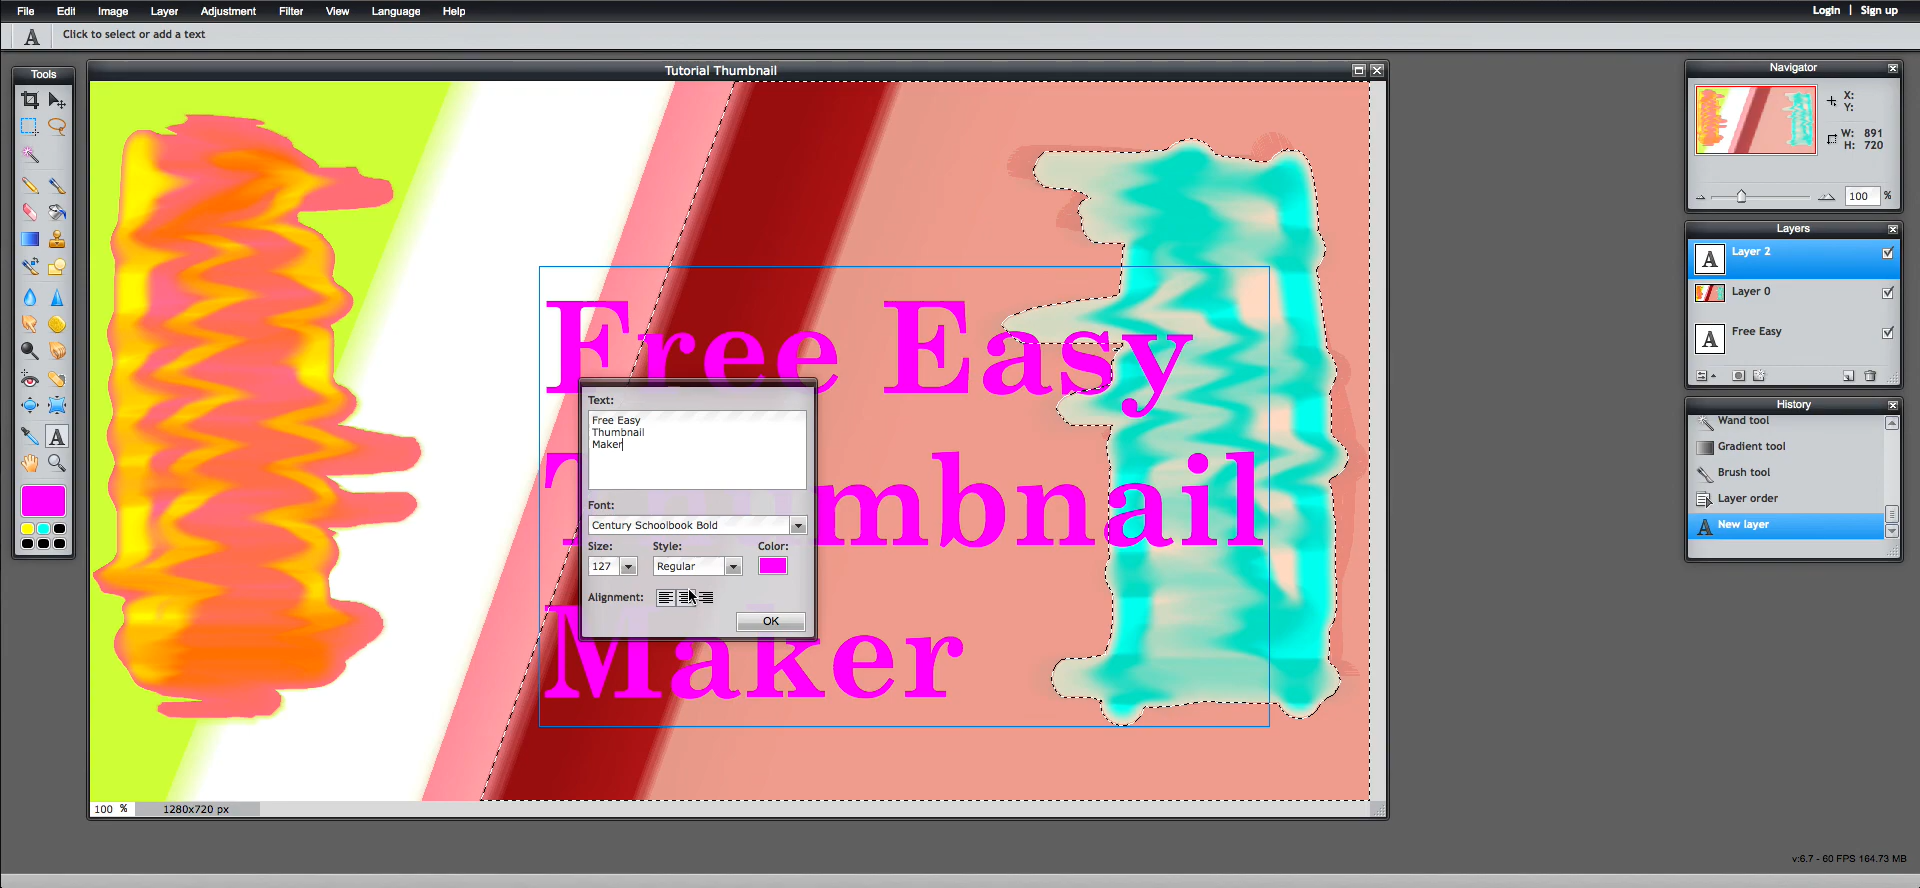 File Edit Image Layer Adjustment Filter View Language Help Login | Sign up
A Click to select or add a text
Tools
Tutorial Thumbnail
Free Easy
Thumbnail
Maker
Text:
Free Easy
Thumbnail
Maker
Font:
Century Schoolbook Bold
Size: Style: Color:
127 Regular
Alignment:
OK
100 % 1280x720 px
Navigator
X:
Y:
W: 891
H: 720
100 %
Layers
A Layer 2
Layer 0
A Free Easy
History
Wand tool
Gradient tool
Brush tool
Layer order
A New layer
v:6.7 - 60 FPS 164.73 MB